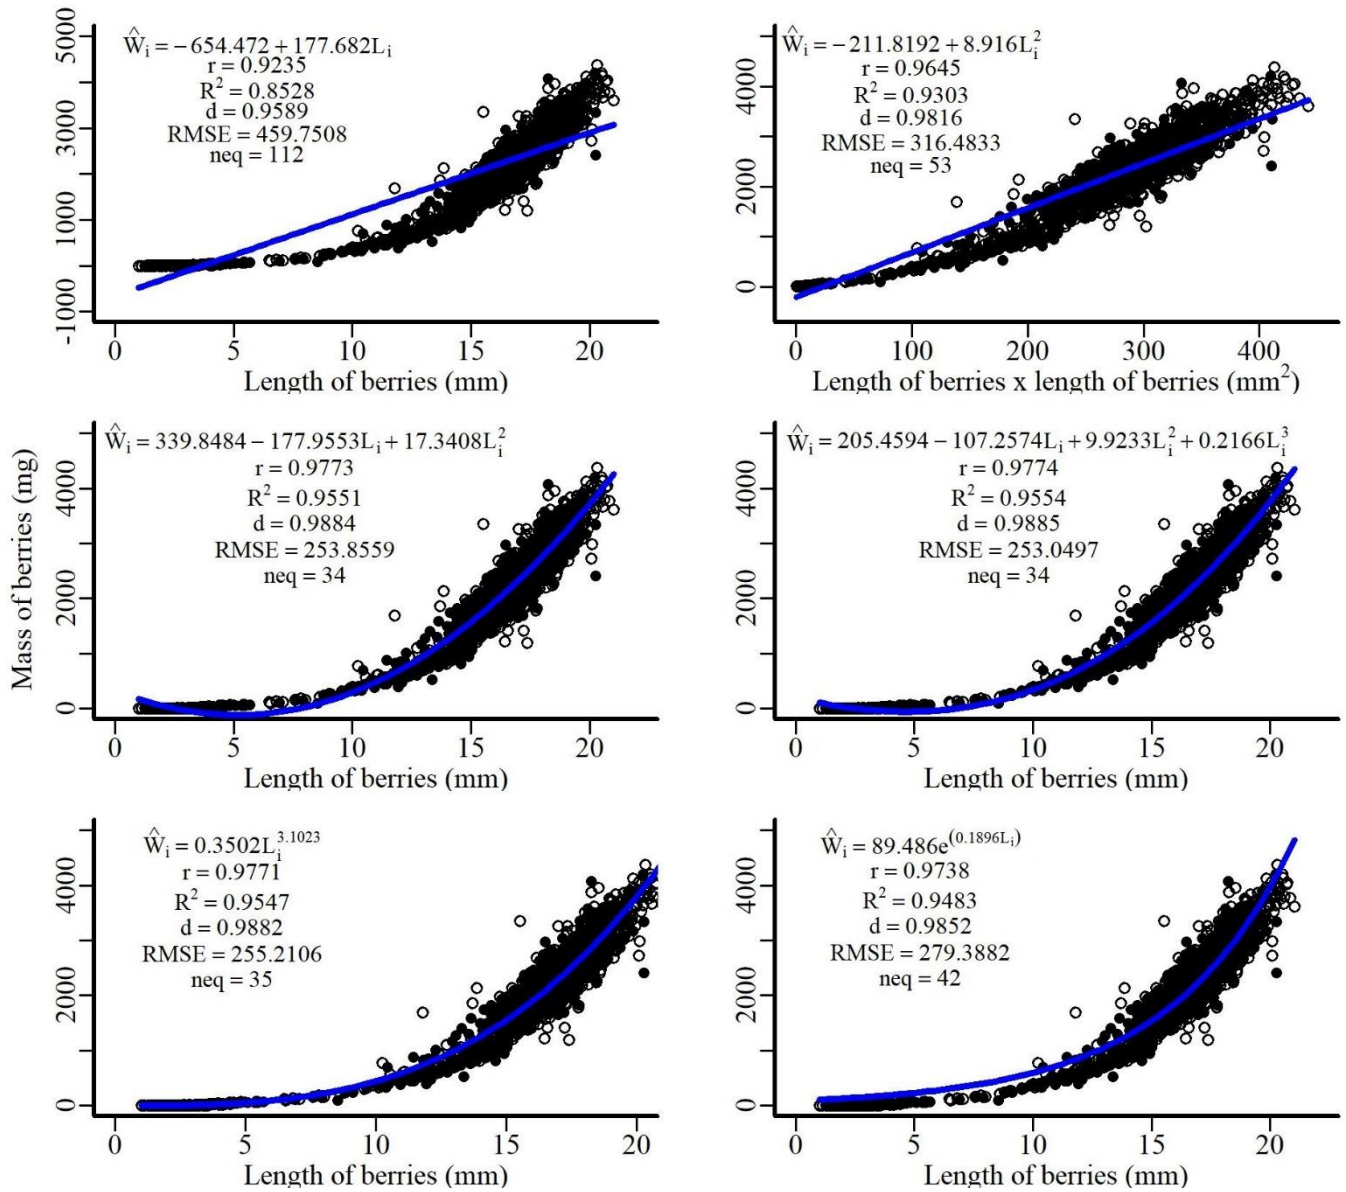 Mass of berries (mg)
Ŵi = −654.472 + 177.682Li
r = 0.9235
R² = 0.8528
d = 0.9589
RMSE = 459.7508
neq = 112
-1000 1000 3000 5000
0 5 10 15 20
Length of berries (mm)
Ŵi = −211.8192 + 8.916Li²
r = 0.9645
R² = 0.9303
d = 0.9816
RMSE = 316.4833
neq = 53
0 2000 4000
0 100 200 300 400
Length of berries x length of berries (mm²)
Ŵi = 339.8484 − 177.9553Li + 17.3408Li²
r = 0.9773
R² = 0.9551
d = 0.9884
RMSE = 253.8559
neq = 34
0 2000 4000
0 5 10 15 20
Length of berries (mm)
Ŵi = 205.4594 − 107.2574Li + 9.9233Li² + 0.2166Li³
r = 0.9774
R² = 0.9554
d = 0.9885
RMSE = 253.0497
neq = 34
0 2000 4000
0 5 10 15 20
Length of berries (mm)
Ŵi = 0.3502Li^3.1023
r = 0.9771
R² = 0.9547
d = 0.9882
RMSE = 255.2106
neq = 35
0 2000 4000
0 5 10 15 20
Length of berries (mm)
Ŵi = 89.486e^(0.1896Li)
r = 0.9738
R² = 0.9483
d = 0.9852
RMSE = 279.3882
neq = 42
0 2000 4000
0 5 10 15 20
Length of berries (mm)